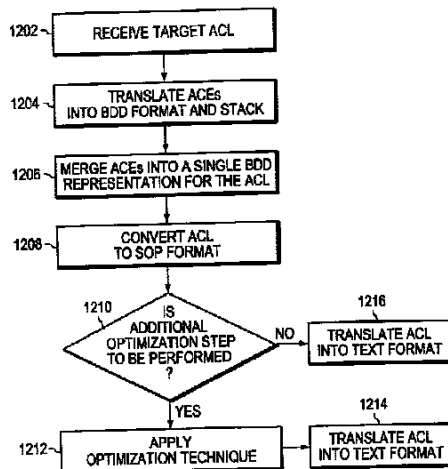 1202
RECEIVE TARGET ACL
1204
TRANSLATE ACEs
INTO BDD FORMAT AND STACK
1206
MERGE ACEs INTO A SINGLE BDD
REPRESENTATION FOR THE ACL
1208
CONVERT ACL
TO SOP FORMAT
1210
IS
ADDITIONAL
OPTIMIZATION STEP
TO BE PERFORMED
?
NO
1216
TRANSLATE ACL
INTO TEXT FORMAT
YES
1212
APPLY
OPTIMIZATION TECHNIQUE
1214
TRANSLATE ACL
INTO TEXT FORMAT